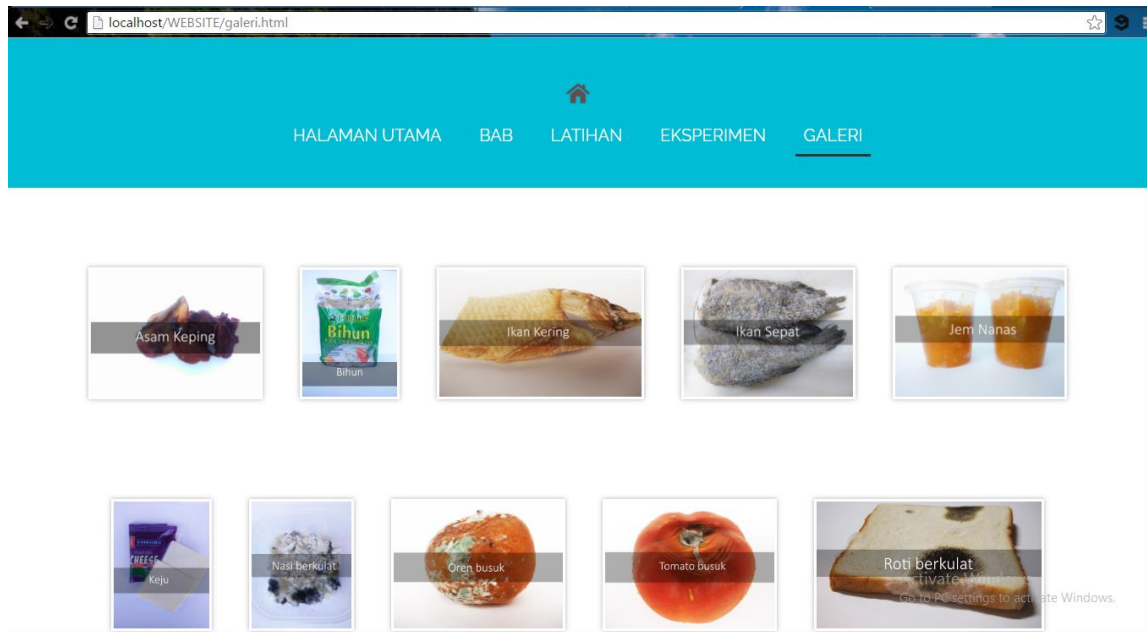 localhost/WEBSITE/galeri.html
HALAMAN UTAMA BAB LATIHAN EKSPERIMEN GALERI
Asam Keping
Bihun
Bihun
Ikan Kering
Ikan Sepat
Jem Nanas
CHEESE
Keju
Nasi berkulat
Oren busuk
Tomato busuk
Roti berkulat
Activate Windows
Go to PC settings to activate Windows.